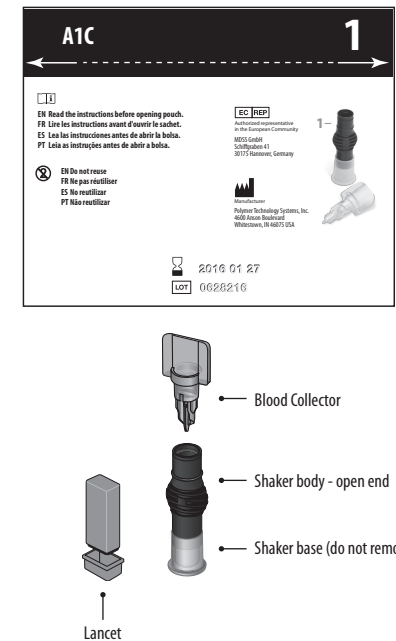 A1C
1
EN Read the instructions before opening pouch.
FR Lire les instructions avant d'ouvrir le sachet.
ES Lea las instrucciones antes de abrir la bolsa.
PT Leia as instruções antes de abrir a bolsa.
EN Do not reuse
FR Ne pas réutiliser
ES No reutilizar
PT Não reutilizar
EC REP
Authorized representative
in the European Community
MDSS GmbH
Schiffgraben 41
30175 Hannover, Germany
Manufacturer
Polymer Technology Systems, Inc.
4600 Anson Boulevard
Whitestown, IN 46075 USA
1
2016 01 27
LOT 0628216
Blood Collector
Shaker body - open end
Shaker base (do not remo
Lancet